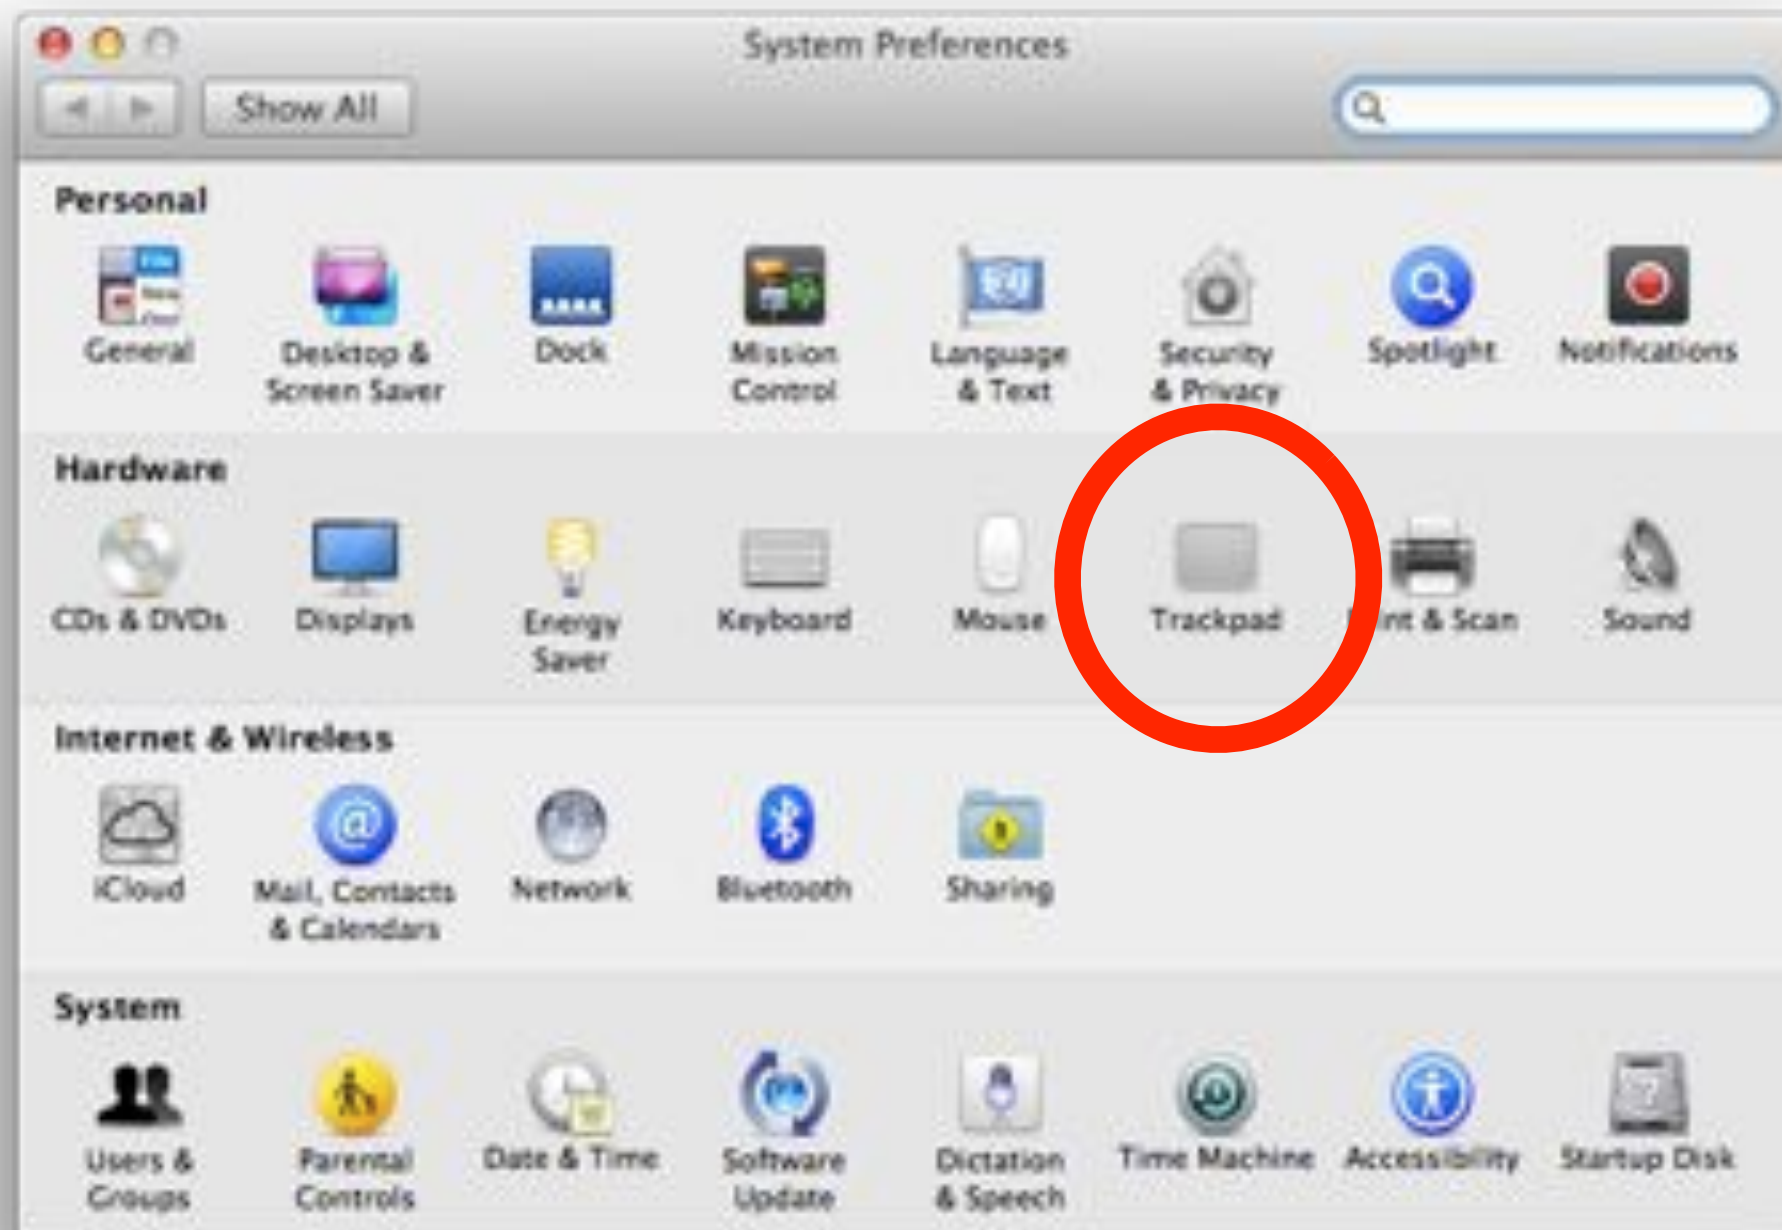 System Preferences
Show All
Personal
General
Desktop &
Screen Saver
Dock
Mission
Control
Language
& Text
Security
& Privacy
Spotlight
Notifications
Hardware
CDs & DVDs
Displays
Energy
Saver
Keyboard
Mouse
Trackpad
& Scan
Sound
Internet & Wireless
iCloud
Mail, Contacts
& Calendars
Network
Bluetooth
Sharing
System
Users &
Groups
Parental
Controls
Date & Time
Software
Update
Dictation
& Speech
Time Machine
Accessibility
Startup Disk